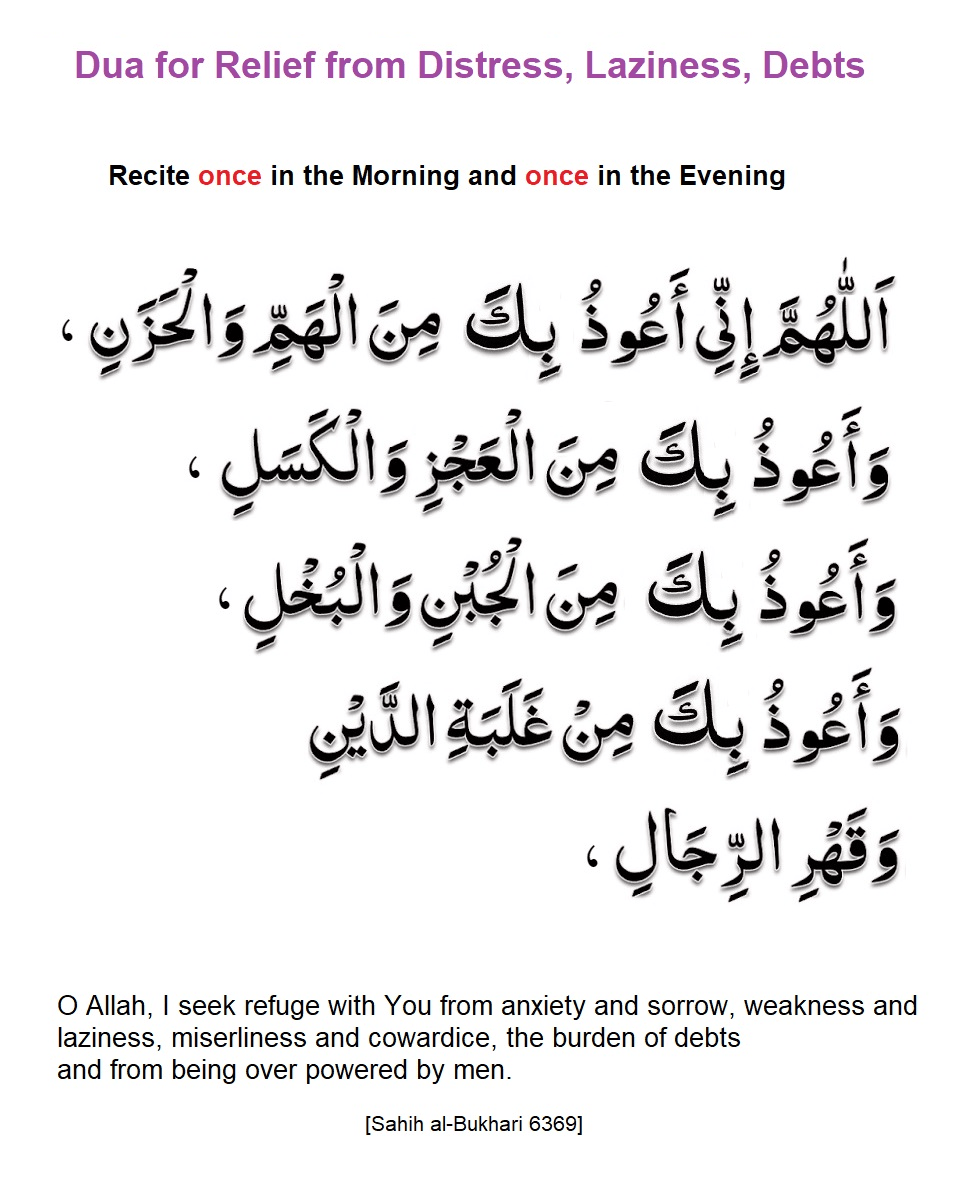 Dua for Relief from Distress, Laziness, Debts
Recite once in the Morning and once in the Evening
اَللّٰهُمَّ إِنِّي أَعُوذُ بِكَ مِنَ الْهَمِّ وَالْحَزَنِ ،
وَأَعُوذُ بِكَ مِنَ الْعَجْزِ وَالْكَسَلِ ،
وَأَعُوذُ بِكَ مِنَ الْجُبْنِ وَالْبُخْلِ ،
وَأَعُوذُ بِكَ مِنْ غَلَبَةِ الدَّيْنِ
وَقَهْرِ الرِّجَالِ ،
O Allah, I seek refuge with You from anxiety and sorrow, weakness and
laziness, miserliness and cowardice, the burden of debts
and from being over powered by men.
[Sahih al-Bukhari 6369]